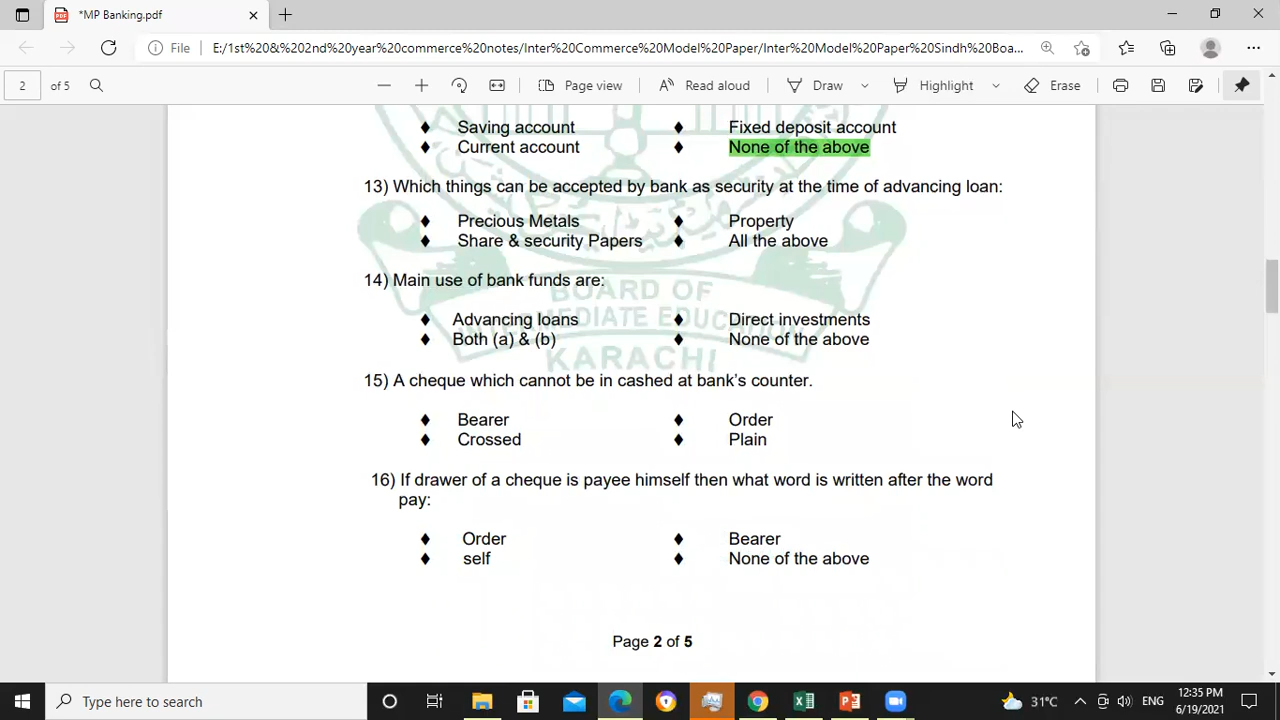 *MP Banking.pdf
File
E:/1st%20&%202nd%20year%20commerce%20notes/Inter%20Commerce%20Model%20Paper/Inter%20Model%20Paper%20Sindh%20Boa...
2 of 5
Page view
Read aloud
Draw
Highlight
Erase
♦ Saving account ♦ Fixed deposit account
♦ Current account ♦ None of the above
13) Which things can be accepted by bank as security at the time of advancing loan:
♦ Precious Metals ♦ Property
♦ Share & security Papers ♦ All the above
14) Main use of bank funds are:
BOARD OF
INTERMEDIATE EDUCATION
KARACHI
♦ Advancing loans ♦ Direct investments
♦ Both (a) & (b) ♦ None of the above
15) A cheque which cannot be in cashed at bank's counter.
♦ Bearer ♦ Order
♦ Crossed ♦ Plain
16) If drawer of a cheque is payee himself then what word is written after the word
pay:
♦ Order ♦ Bearer
♦ self ♦ None of the above
Page 2 of 5
Type here to search
31°C
ENG
12:35 PM
6/19/2021